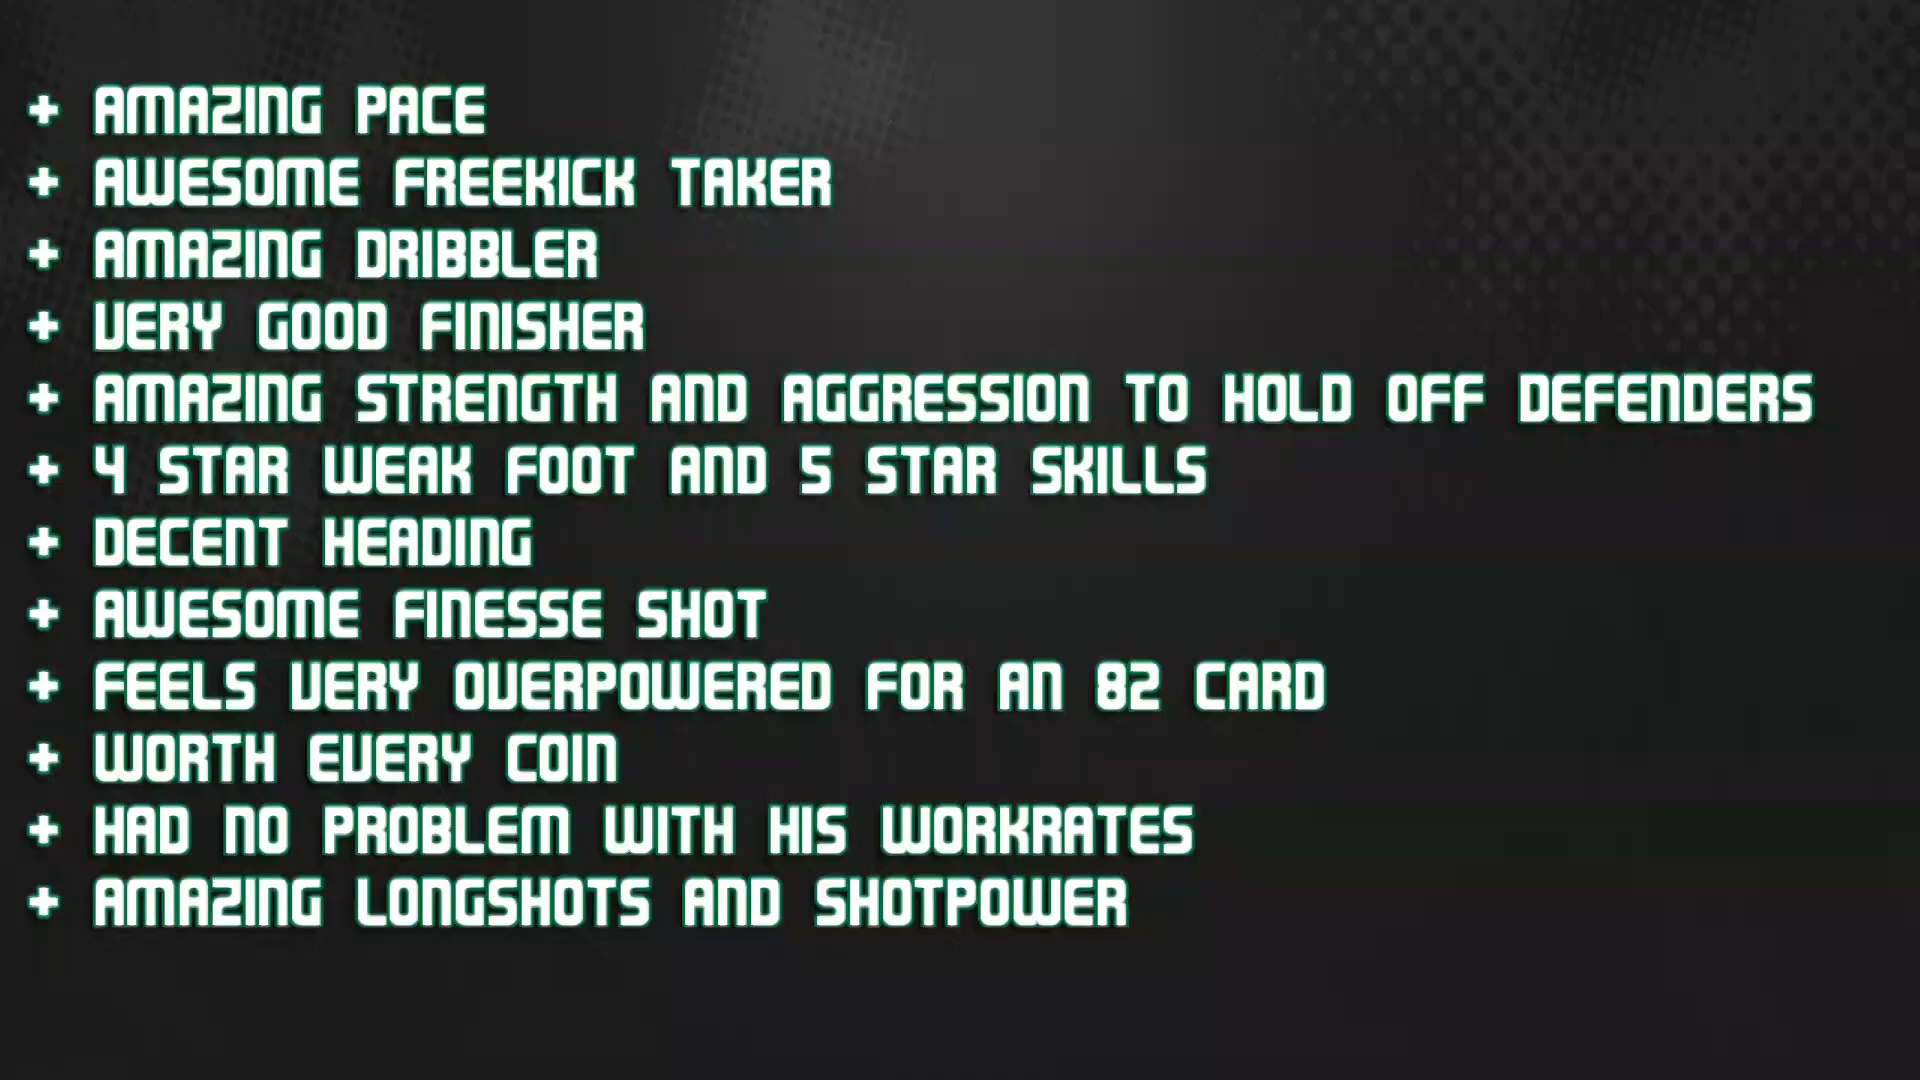 + AMAZING PACE
+ AWESOME FREEKICK TAKER
+ AMAZING DRIBBLER
+ VERY GOOD FINISHER
+ AMAZING STRENGTH AND AGGRESSION TO HOLD OFF DEFENDERS
+ 4 STAR WEAK FOOT AND 5 STAR SKILLS
+ DECENT HEADING
+ AWESOME FINESSE SHOT
+ FEELS VERY OVERPOWERED FOR AN 82 CARD
+ WORTH EVERY COIN
+ HAD NO PROBLEM WITH HIS WORKRATES
+ AMAZING LONGSHOTS AND SHOTPOWER